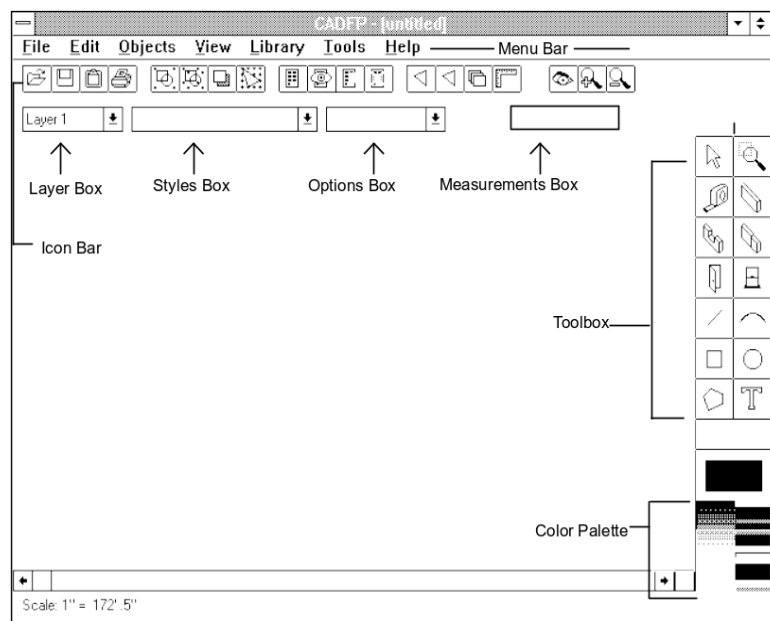 CADFP - [untitled]
File Edit Objects View Library Tools Help Menu Bar
Layer 1
Layer Box Styles Box Options Box Measurements Box
Icon Bar
Toolbox
T
Color Palette
Scale: 1" = 172'.5"